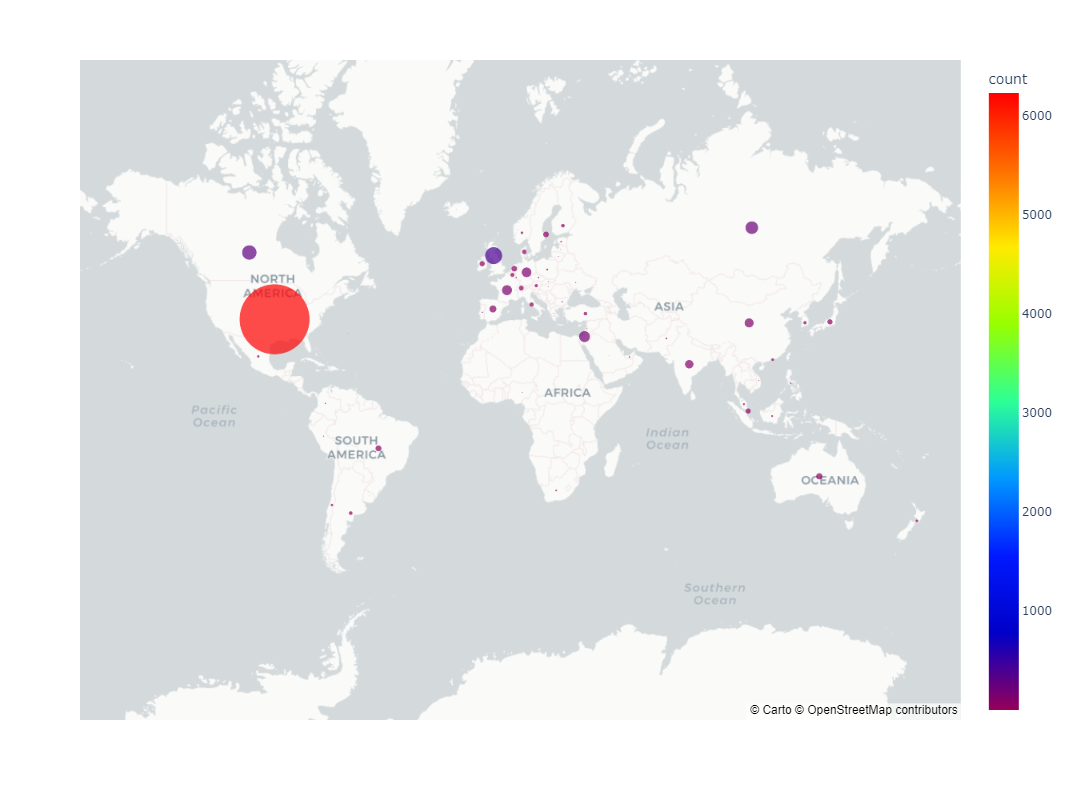 count
6000
5000
4000
3000
2000
1000
NORTH
AMERICA
ASIA
AFRICA
Pacific
Ocean
Indian
Ocean
SOUTH
AMERICA
OCEANIA
Southern
Ocean
© Carto © OpenStreetMap contributors